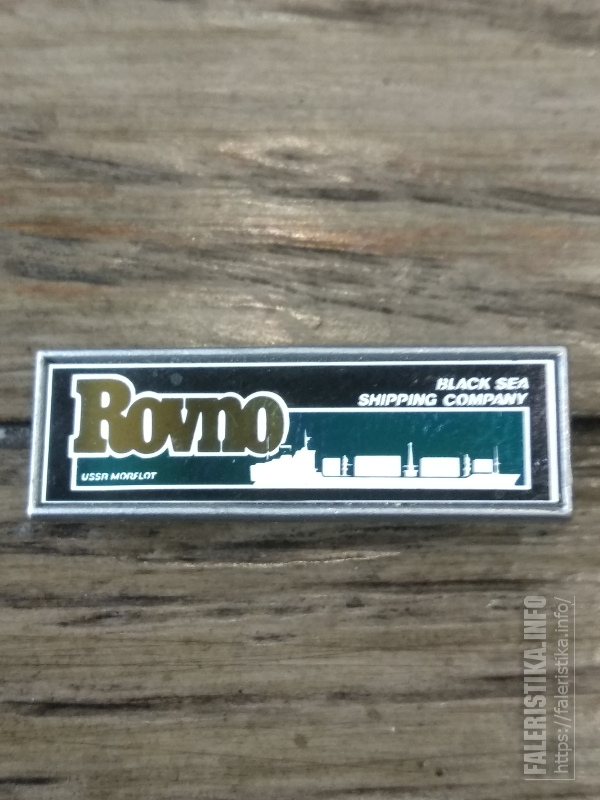 BLACK SEA
SHIPPING COMPANY
Rovno
USSR MORFLOT
FALERISTIKA.INFO
https://faleristika.info/